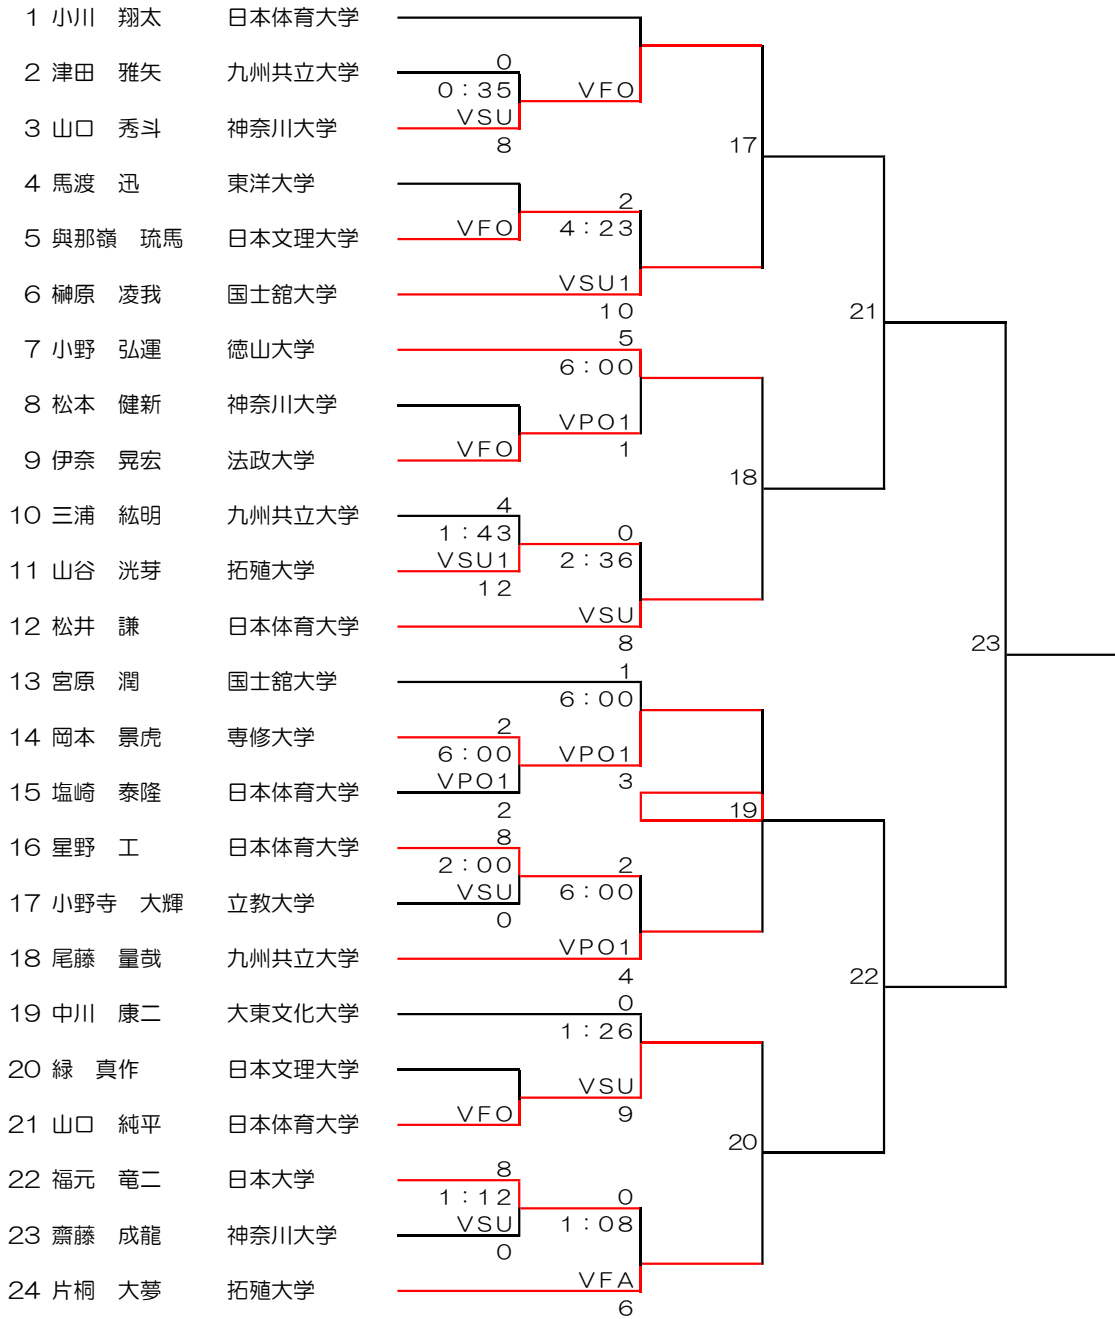 1 小川　翔太 日本体育大学
0
2 津田　雅矢 九州共立大学
0：35 VFO
VSU
3 山口　秀斗 神奈川大学
8
17
4 馬渡　迅 東洋大学
2
VFO 4：23
5 與那嶺　琉馬 日本文理大学
VSU1
6 榊原　凌我 国士舘大学
10
21
5
7 小野　弘運 徳山大学
6：00
8 松本　健新 神奈川大学
VPO1
VFO 1
9 伊奈　晃宏 法政大学
18
4
10 三浦　紘明 九州共立大学
1：43 0
VSU1 2：36
11 山谷　洸芽 拓殖大学
12
VSU
12 松井　謙 日本体育大学
8
23
1
13 宮原　潤 国士舘大学
6：00
2
14 岡本　景虎 専修大学
6：00 VPO1
VPO1 3
15 塩崎　泰隆 日本体育大学
2 19
8
16 星野　工 日本体育大学
2：00 2
VSU 6：00
17 小野寺　大輝 立教大学
0
VPO1
18 尾藤　量哉 九州共立大学
4
22
0
19 中川　康二 大東文化大学
1：26
20 緑　真作 日本文理大学
VSU
VFO 9
21 山口　純平 日本体育大学
20
8
22 福元　竜二 日本大学
1：12 0
VSU 1：08
23 齋藤　成龍 神奈川大学
0
VFA
24 片桐　大夢 拓殖大学
6